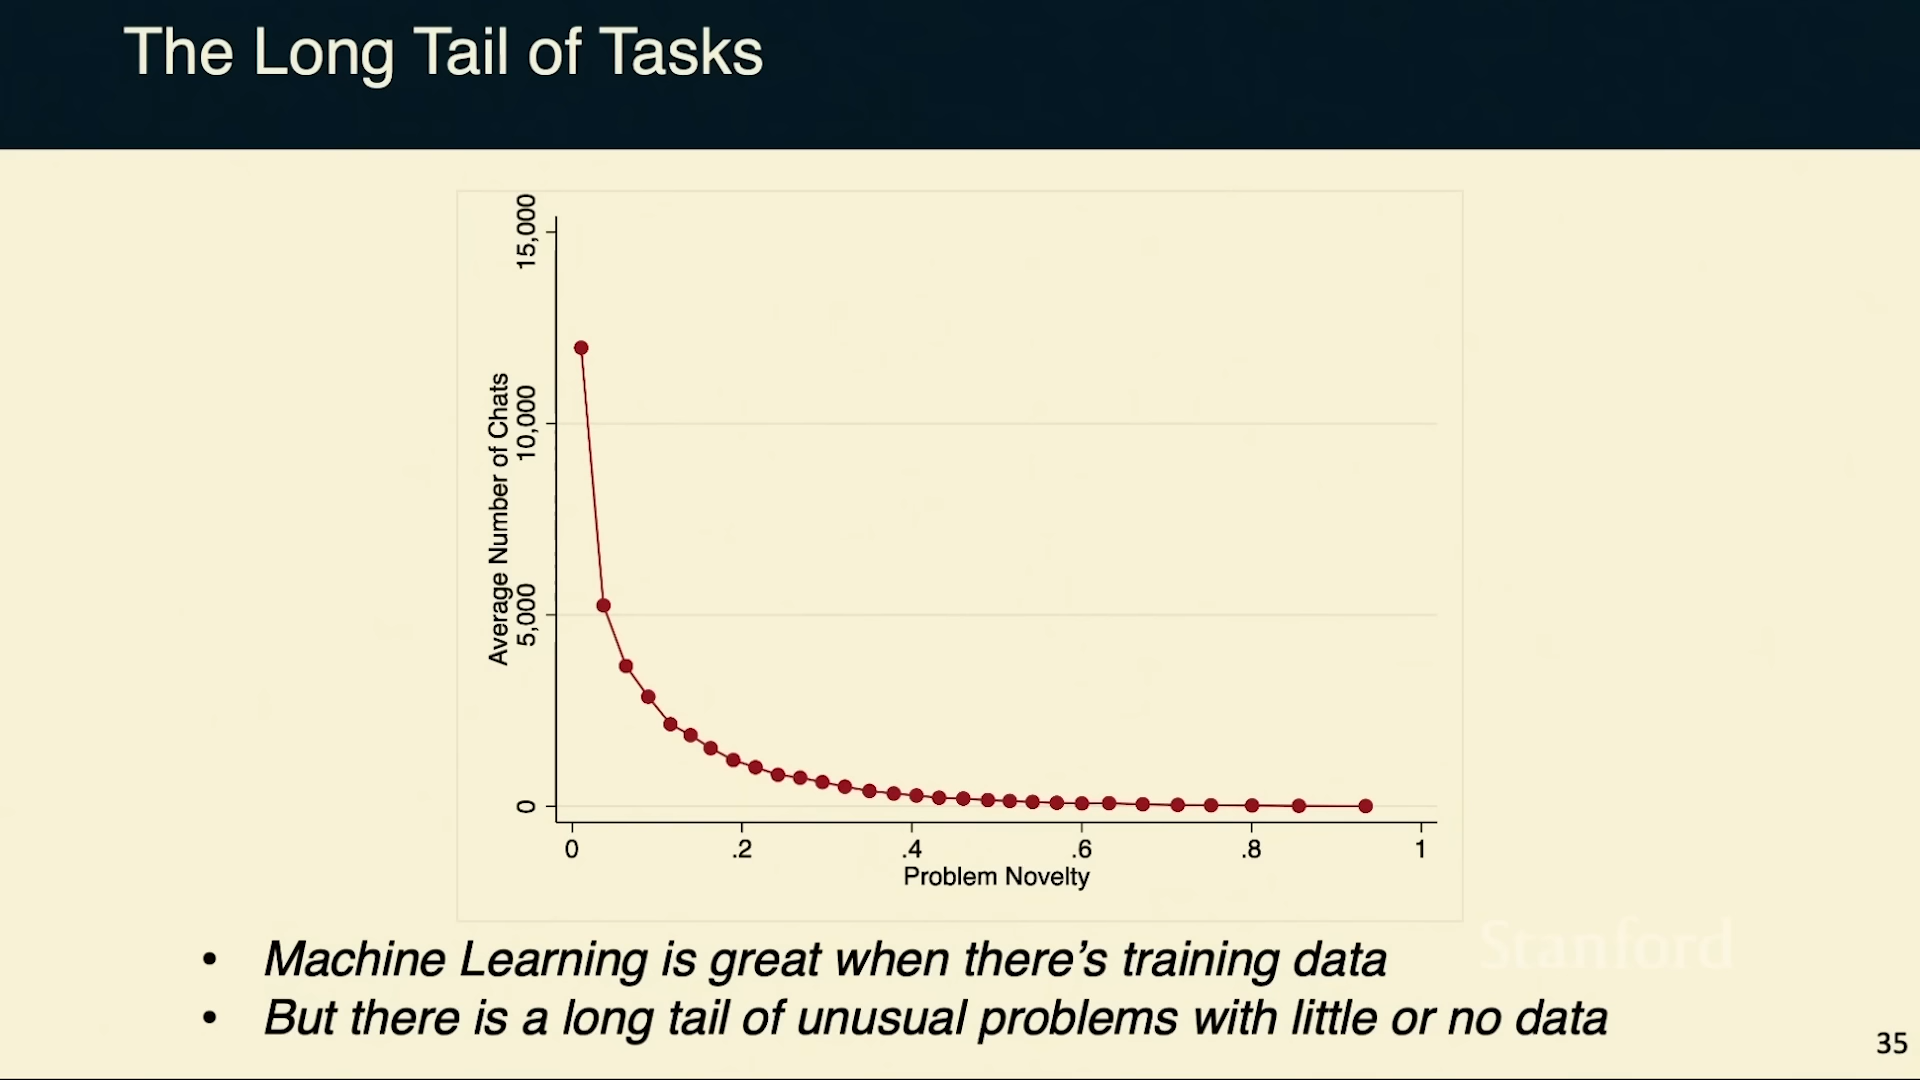 The Long Tail of Tasks
15,000
10,000
5,000
0
Average Number of Chats
0 .2 .4 .6 .8 1
Problem Novelty
• Machine Learning is great when there's training data
• But there is a long tail of unusual problems with little or no data
Stanford
35